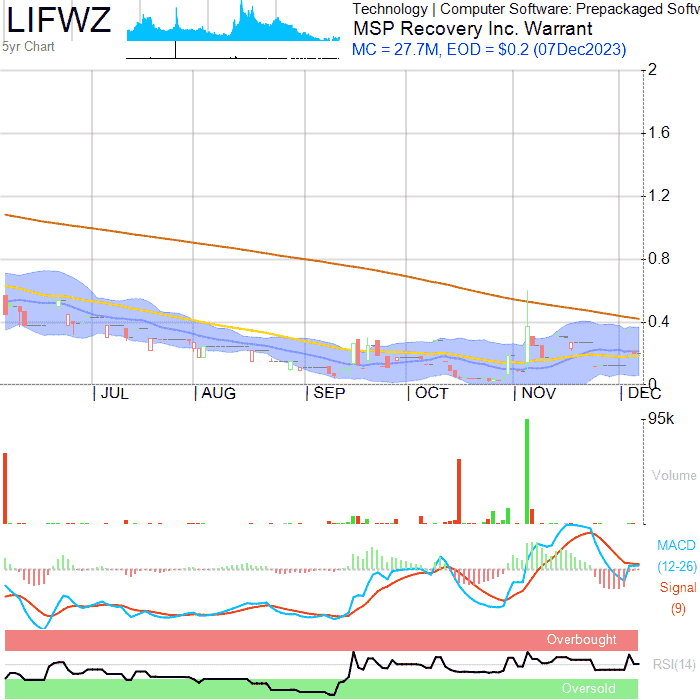 LIFWZ
5yr Chart
Technology | Computer Software: Prepackaged Softw
MSP Recovery Inc. Warrant
MC = 27.7M, EOD = $0.2 (07Dec2023)
2
1.6
1.2
0.8
0.4
0
JUL
AUG
SEP
OCT
NOV
DEC
95k
Volume
MACD
(12-26)
Signal
(9)
Overbought
RSI(14)
Oversold